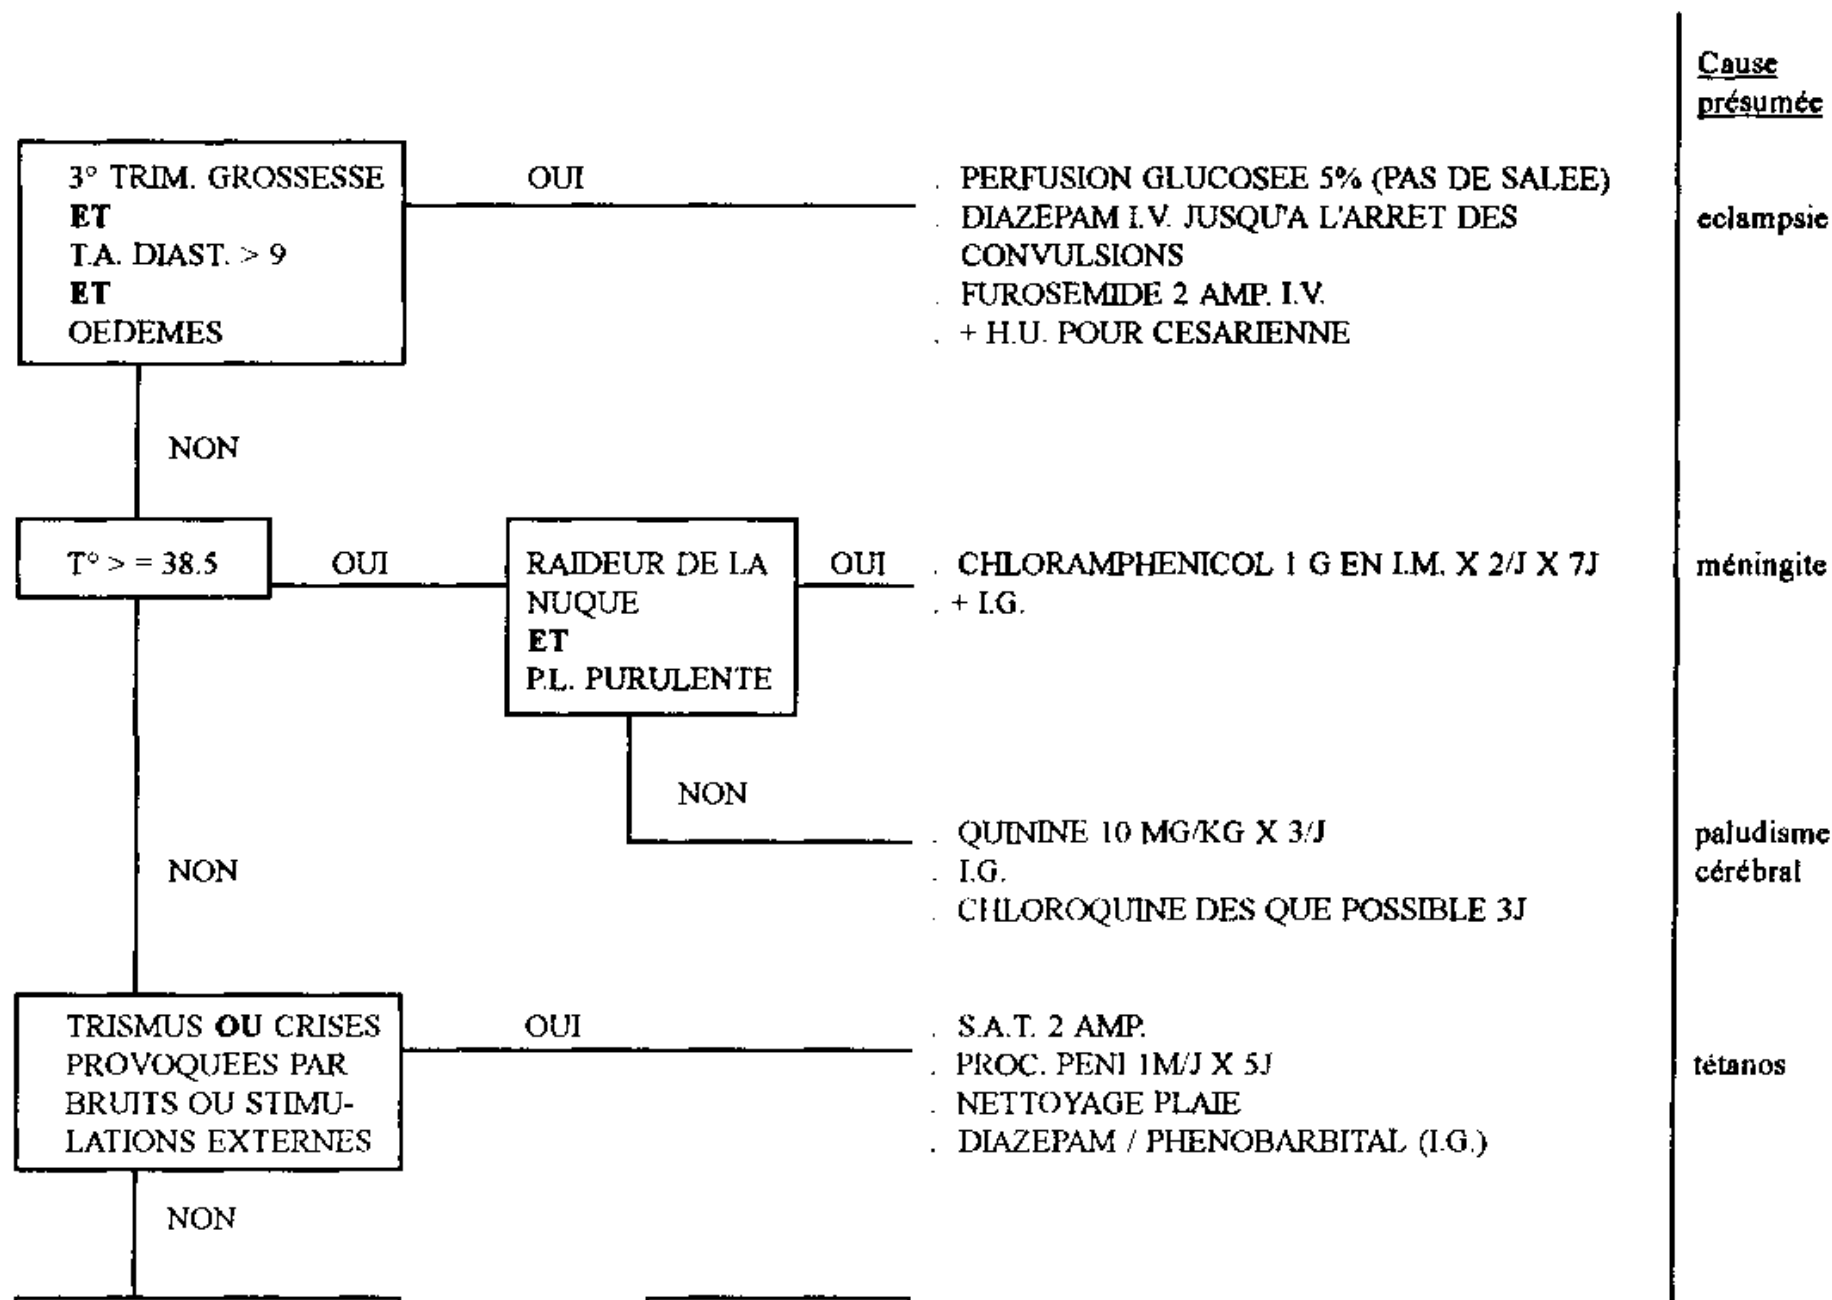 Cause
présumée
3° TRIM. GROSSESSE
ET
T.A. DIAST. > 9
ET
OEDEMES
OUI
. PERFUSION GLUCOSEE 5% (PAS DE SALEE)
. DIAZEPAM I.V. JUSQU'A L'ARRET DES
CONVULSIONS
. FUROSEMIDE 2 AMP. I.V.
. + H.U. POUR CESARIENNE
eclampsie
NON
T° > = 38.5
OUI
RAIDEUR DE LA
NUQUE
ET
P.L. PURULENTE
OUI
. CHLORAMPHENICOL 1 G EN I.M. X 2/J X 7J
. + I.G.
méningite
NON
. QUININE 10 MG/KG X 3/J
. I.G.
. CHLOROQUINE DES QUE POSSIBLE 3J
paludisme
cérébral
NON
TRISMUS OU CRISES
PROVOQUEES PAR
BRUITS OU STIMU-
LATIONS EXTERNES
OUI
. S.A.T. 2 AMP.
. PROC. PENI 1M/J X 5J
. NETTOYAGE PLAIE
. DIAZEPAM / PHENOBARBITAL (I.G.)
tétanos
NON